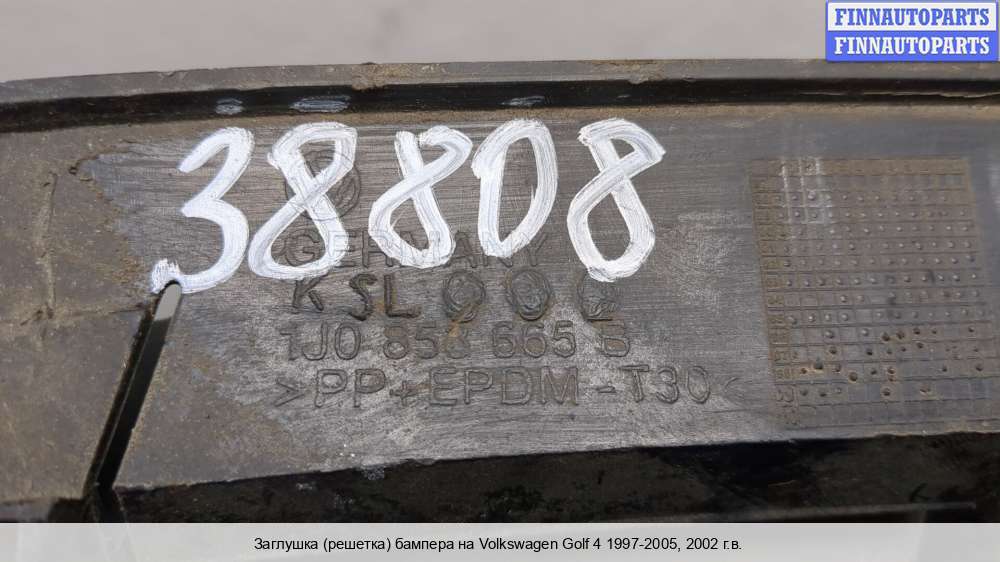 FINNAUTOPARTS
FINNAUTOPARTS
38808
GERMANY
KSL
1J0 853 665 B
>PP+EPDM-T30<
Заглушка (решетка) бампера на Volkswagen Golf 4 1997-2005, 2002 г.в.